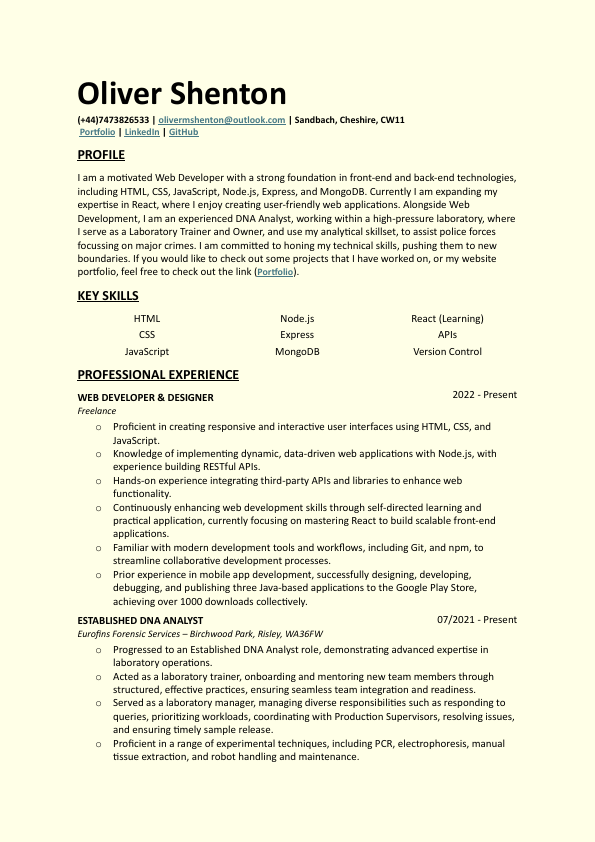 Oliver Shenton
(+44)7473826533 | olivermshenton@outlook.com | Sandbach, Cheshire, CW11
Portfolio | LinkedIn | GitHub
PROFILE
I am a motivated Web Developer with a strong foundation in front-end and back-end technologies,
including HTML, CSS, JavaScript, Node.js, Express, and MongoDB. Currently I am expanding my
expertise in React, where I enjoy creating user-friendly web applications. Alongside Web
Development, I am an experienced DNA Analyst, working within a high-pressure laboratory, where
I serve as a Laboratory Trainer and Owner, and use my analytical skillset, to assist police forces
focussing on major crimes. I am committed to honing my technical skills, pushing them to new
boundaries. If you would like to check out some projects that I have worked on, or my website
portfolio, feel free to check out the link (Portfolio).
KEY SKILLS
HTML Node.js React (Learning)
CSS Express APIs
JavaScript MongoDB Version Control
PROFESSIONAL EXPERIENCE
WEB DEVELOPER & DESIGNER 2022 - Present
Freelance
o Proficient in creating responsive and interactive user interfaces using HTML, CSS, and
JavaScript.
o Knowledge of implementing dynamic, data-driven web applications with Node.js, with
experience building RESTful APIs.
o Hands-on experience integrating third-party APIs and libraries to enhance web
functionality.
o Continuously enhancing web development skills through self-directed learning and
practical application, currently focusing on mastering React to build scalable front-end
applications.
o Familiar with modern development tools and workflows, including Git, and npm, to
streamline collaborative development processes.
o Prior experience in mobile app development, successfully designing, developing,
debugging, and publishing three Java-based applications to the Google Play Store,
achieving over 1000 downloads collectively.
ESTABLISHED DNA ANALYST 07/2021 - Present
Eurofins Forensic Services – Birchwood Park, Risley, WA36FW
o Progressed to an Established DNA Analyst role, demonstrating advanced expertise in
laboratory operations.
o Acted as a laboratory trainer, onboarding and mentoring new team members through
structured, effective practices, ensuring seamless team integration and readiness.
o Served as a laboratory manager, managing diverse responsibilities such as responding to
queries, prioritizing workloads, coordinating with Production Supervisors, resolving issues,
and ensuring timely sample release.
o Proficient in a range of experimental techniques, including PCR, electrophoresis, manual
tissue extraction, and robot handling and maintenance.